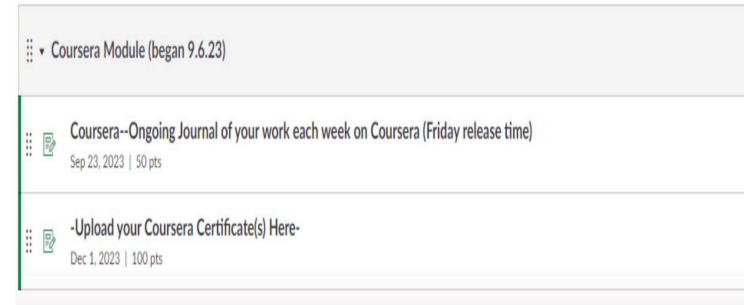 Coursera Module (began 9.6.23)
Coursera--Ongoing Journal of your work each week on Coursera (Friday release time)
Sep 23, 2023 | 50 pts
-Upload your Coursera Certificate(s) Here-
Dec 1, 2023 | 100 pts